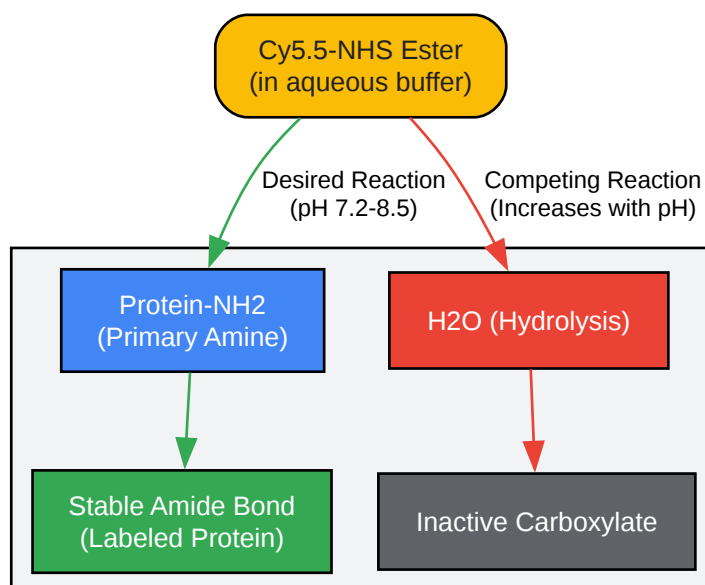 Cy5.5-NHS Ester
(in aqueous buffer)
Desired Reaction
(pH 7.2-8.5)
Competing Reaction
(Increases with pH)
Protein-NH2
(Primary Amine)
H2O (Hydrolysis)
Stable Amide Bond
(Labeled Protein)
Inactive Carboxylate